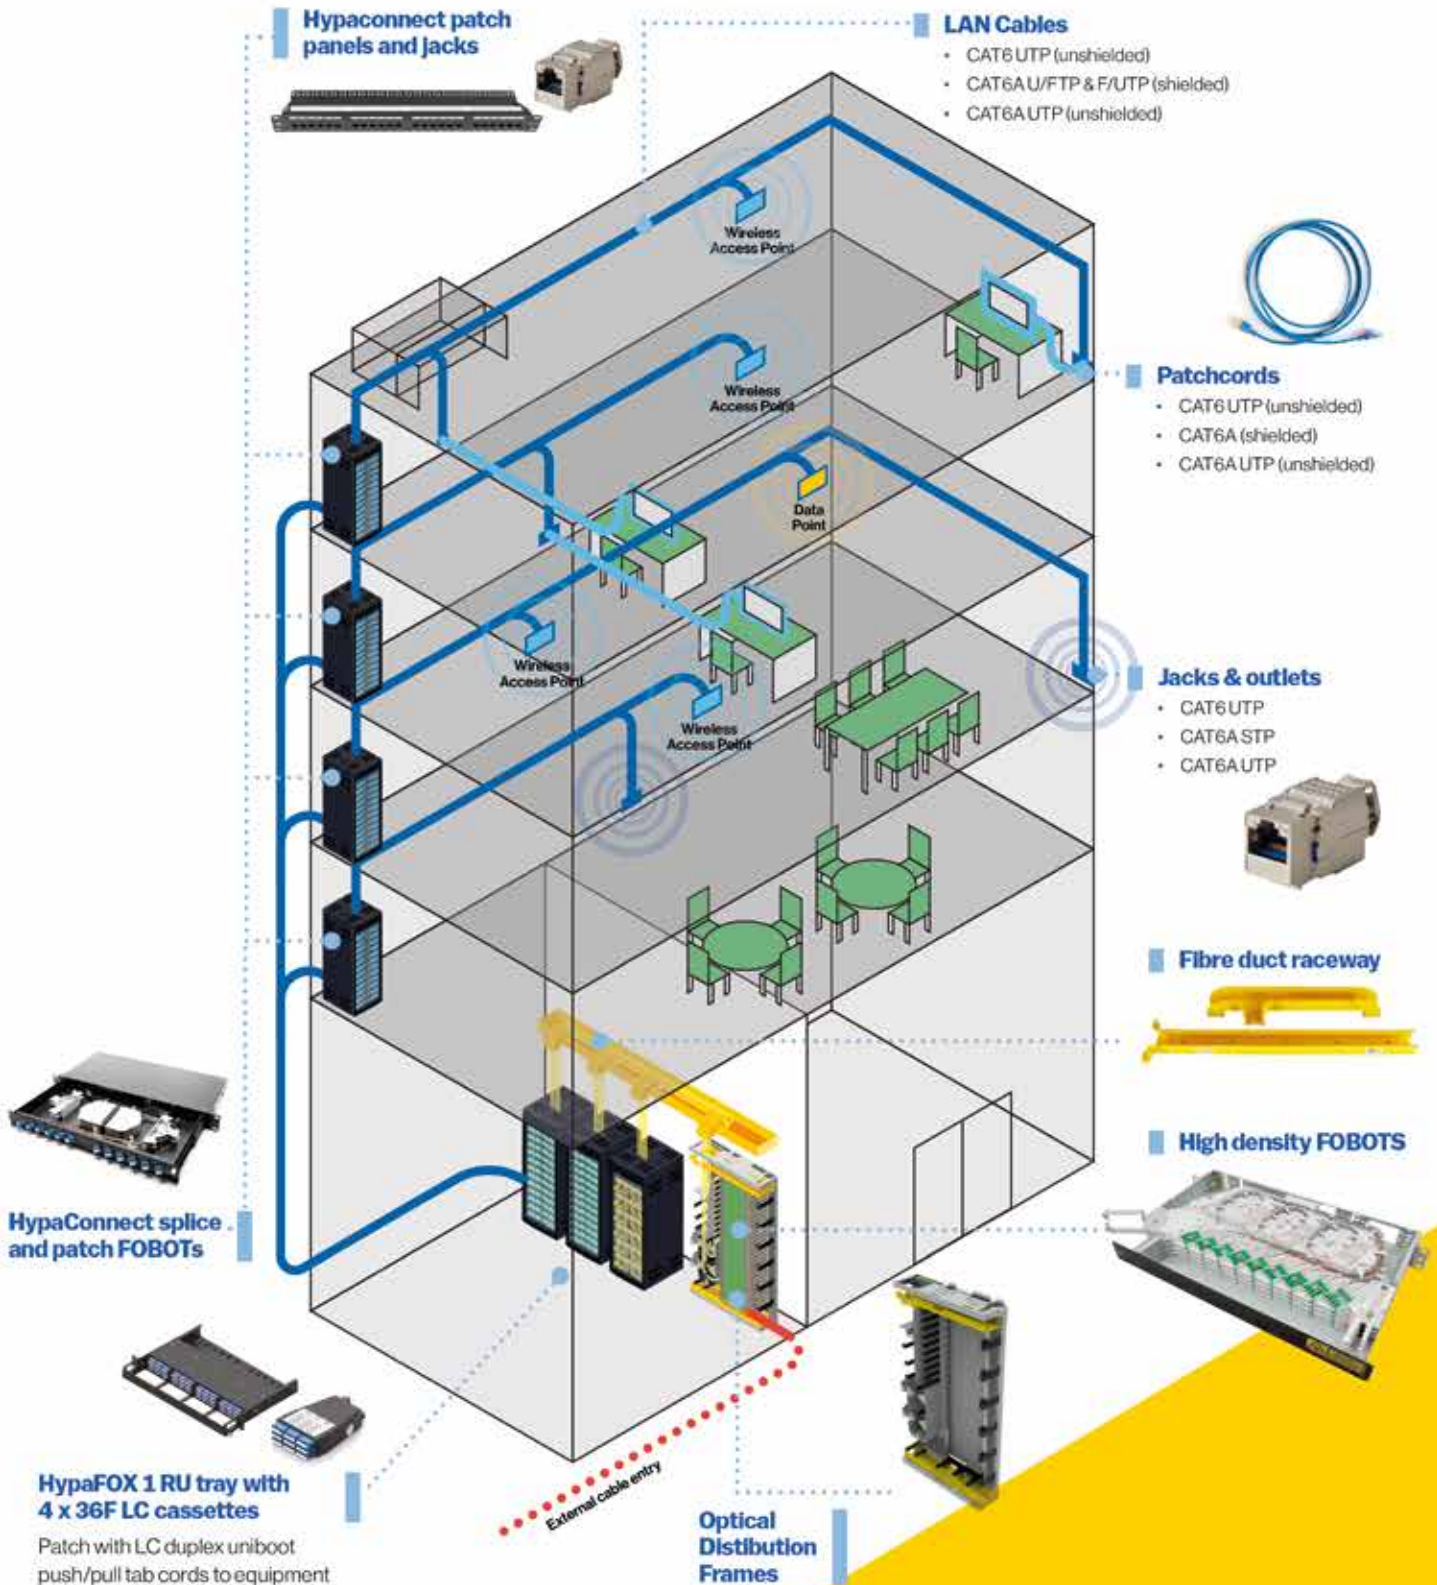 Hypaconnect patch
panels and jacks
LAN Cables
• CAT6 UTP (unshielded)
• CAT6A U/FTP & F/UTP (shielded)
• CAT6A UTP (unshielded)
Wireless
Access Point
Wireless
Access Point
Patchcords
• CAT6 UTP (unshielded)
• CAT6A (shielded)
• CAT6A UTP (unshielded)
Data
Point
Wireless
Access Point
Wireless
Access Point
Jacks & outlets
• CAT6 UTP
• CAT6A STP
• CAT6A UTP
Fibre duct raceway
High density FOBOTS
HypaConnect splice
and patch FOBOTs
HypaFOX 1 RU tray with
4 x 36F LC cassettes
Patch with LC duplex uniboot
push/pull tab cords to equipment
External cable entry
Optical
Distibution
Frames